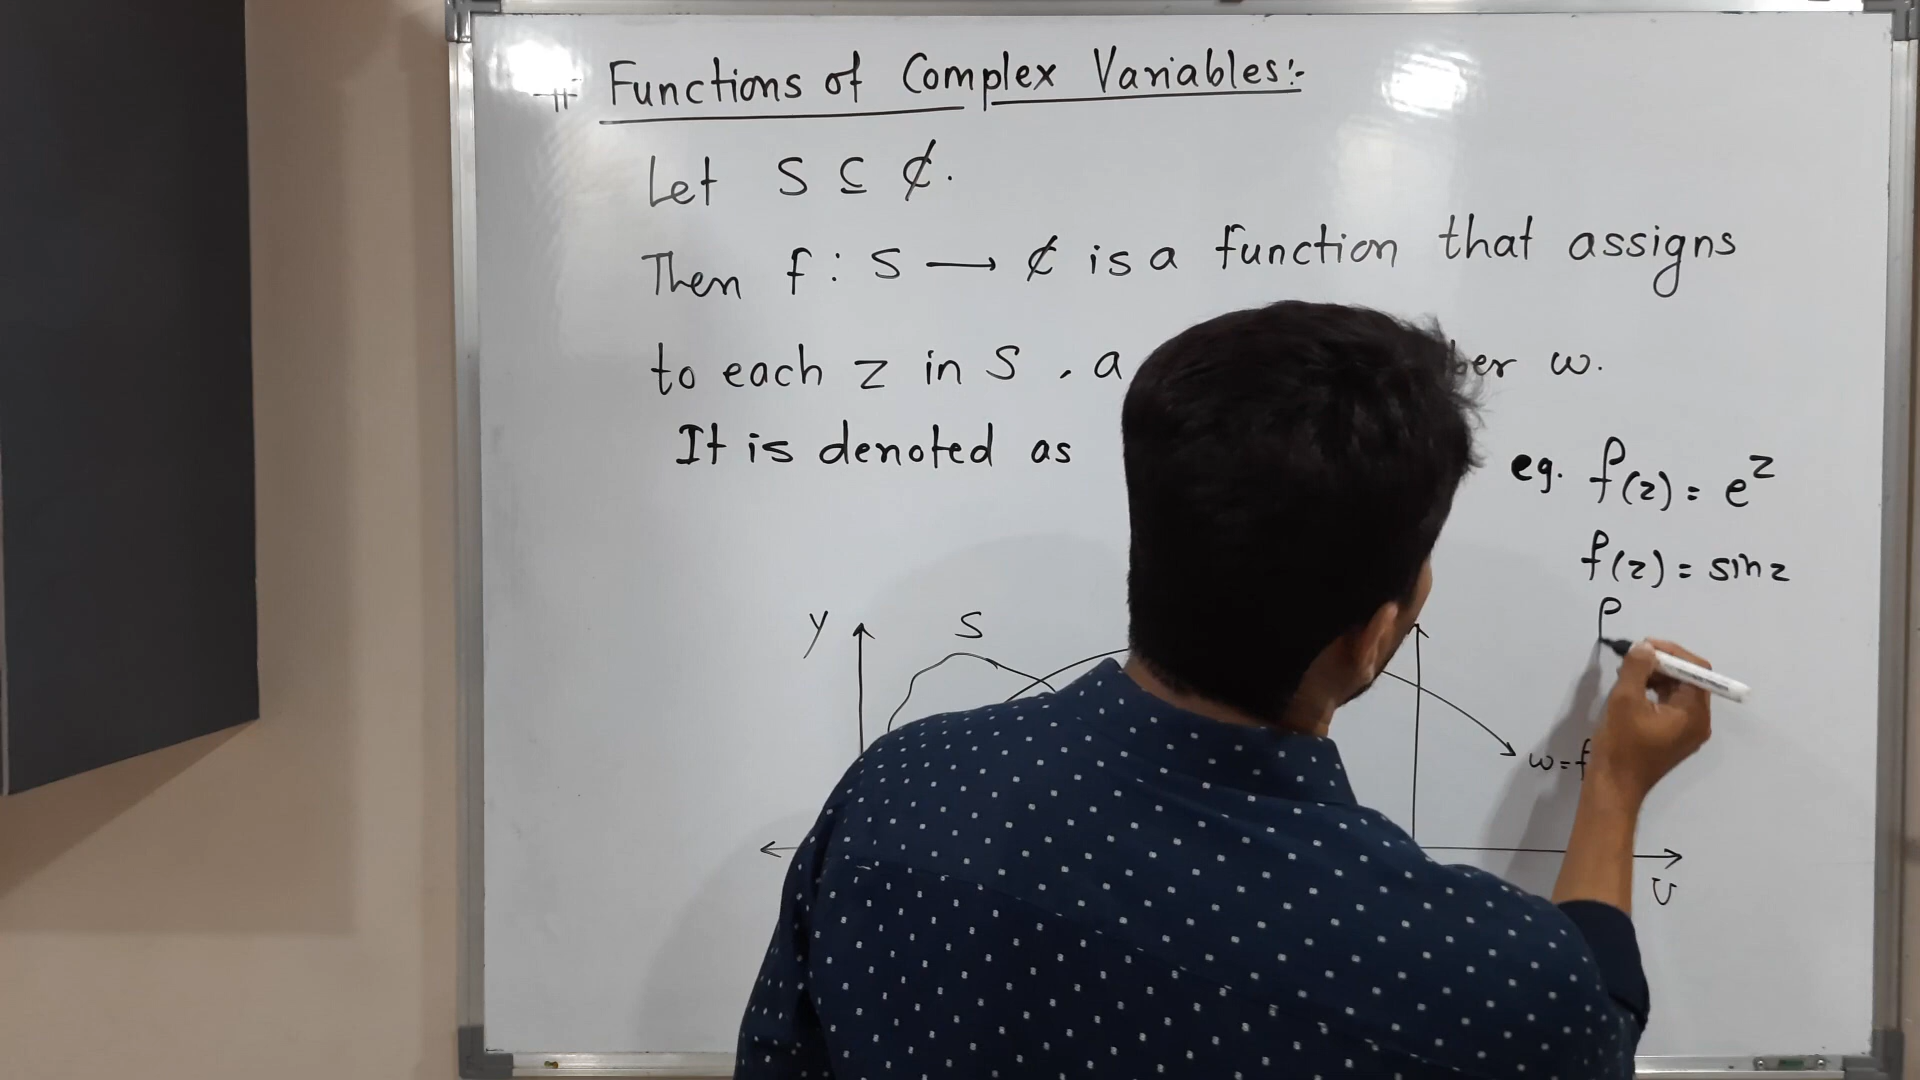 # Functions of Complex Variables:-
Let S ⊆ ₵.
Then f : S ⟶ ₵ is a function that assigns
to each z in S , a
w.
It is denoted as
eg. f(z) = e^z
f(z) = sin z
y
S
w = f
U